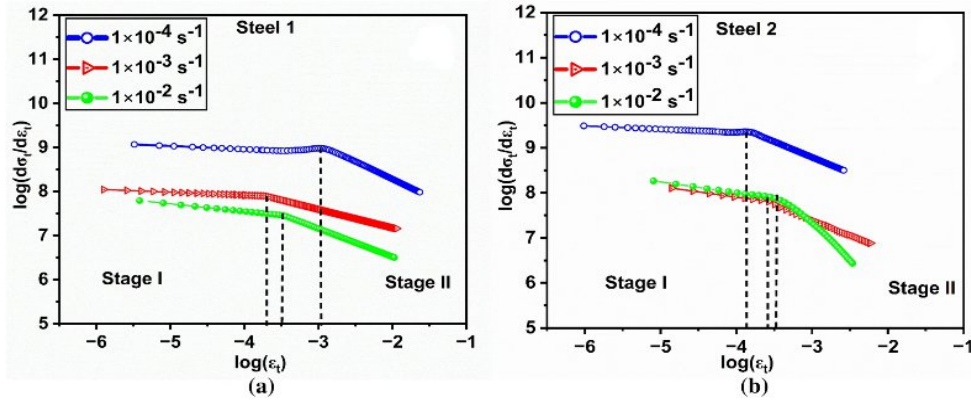 Steel 1
1×10⁻⁴ s⁻¹
1×10⁻³ s⁻¹
1×10⁻² s⁻¹
log(dσₜ/dεₜ)
12
11
10
9
8
7
6
5
Stage I
Stage II
−6 −5 −4 −3 −2 −1
log(εₜ)
(a)
Steel 2
1×10⁻⁴ s⁻¹
1×10⁻³ s⁻¹
1×10⁻² s⁻¹
log(dσₜ/dεₜ)
12
11
10
9
8
7
6
5
Stage I
Stage II
−6 −5 −4 −3 −2 −1
log(εₜ)
(b)